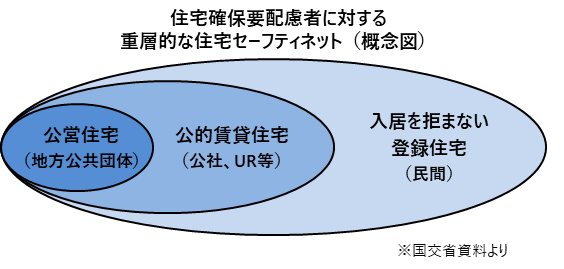 住宅確保要配慮者に対する
重層的な住宅セーフティネット（概念図）
公営住宅
（地方公共団体）
公的賃貸住宅
（公社、UR等）
入居を拒まない
登録住宅
（民間）
※国交省資料より